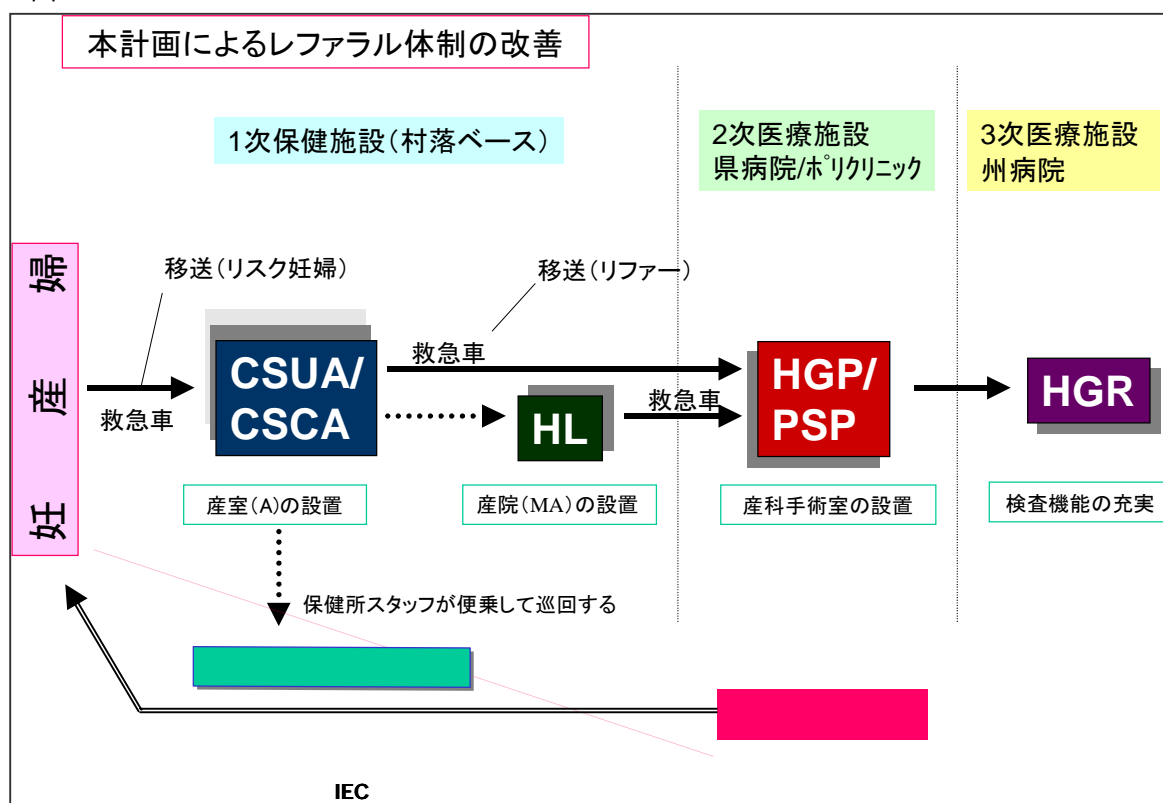 本計画によるレファラル体制の改善
1次保健施設(村落ベース)
2次医療施設
県病院/ポリクリニック
3次医療施設
州病院
妊産婦
移送(リスク妊婦)
移送(リファー)
救急車
CSUA/
CSCA
救急車
HL
救急車
HGP/
PSP
HGR
産室(A)の設置
産院(MA)の設置
産科手術室の設置
検査機能の充実
保健所スタッフが便乗して巡回する
IEC